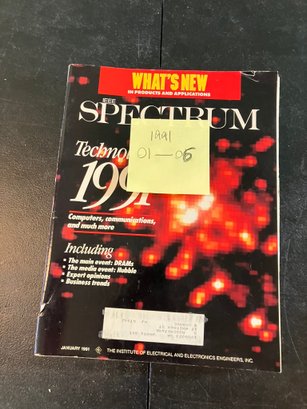 WHAT'S NEW
IN PRODUCTS AND APPLICATIONS
IEEE
SPECTRUM
1991
01-06
Techno
1991
Computers, communications,
and much more
Including
• The main event: DRAMs
• The media event: Hubble
• Expert opinions
• Business trends
JANUARY 1991
THE INSTITUTE OF ELECTRICAL AND ELECTRONICS ENGINEERS, INC.